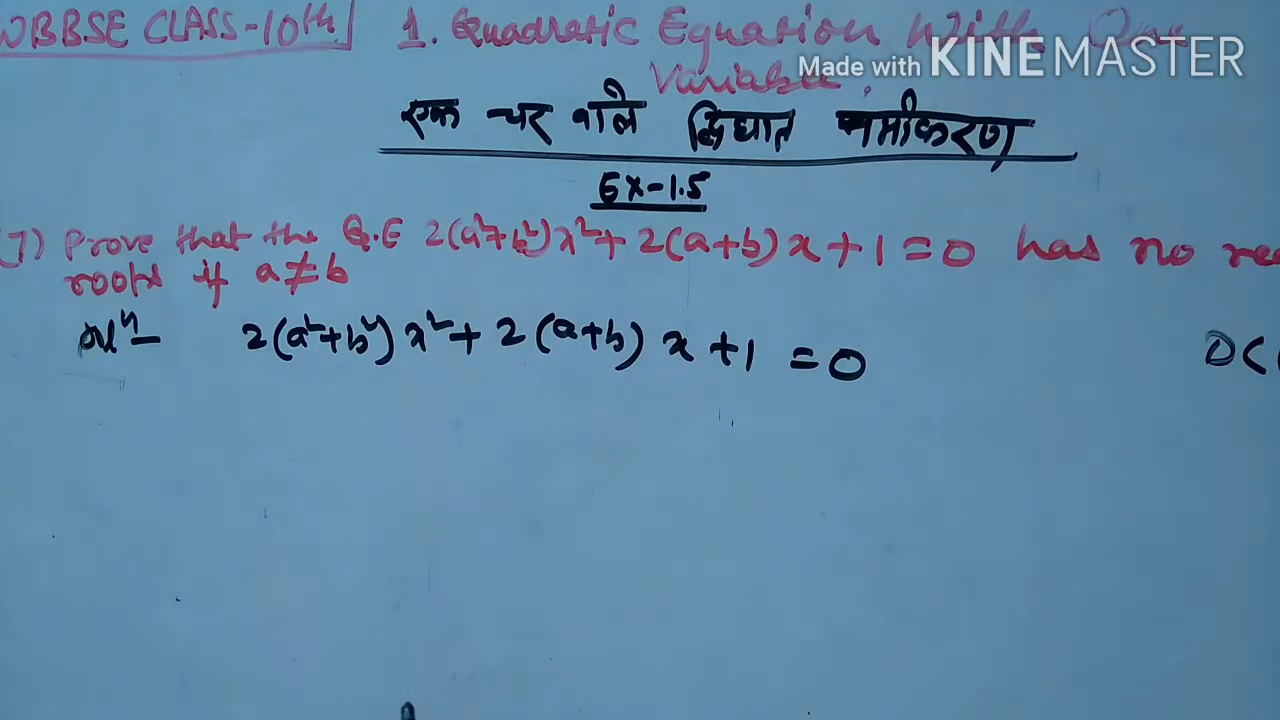 WBBSE CLASS-10th 1. Quadratic Equation With One
Variable.
Made with KINEMASTER
एक चर वाले द्विघात समीकरण
Ex-1.5
7) Prove that the Q.E 2(a²+b²)x²+ 2(a+b)x+1=0 has no rea
roots if a≠b
Solⁿ- 2(a²+b²)x²+2(a+b)x+1=0 D<